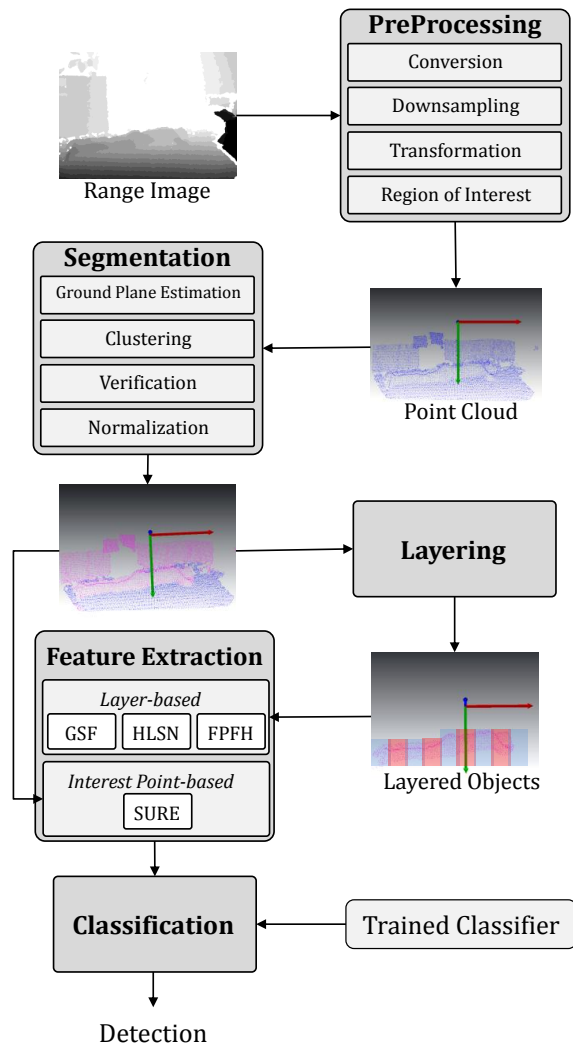 PreProcessing
Conversion
Downsampling
Transformation
Region of Interest
Range Image
Segmentation
Ground Plane Estimation
Clustering
Verification
Normalization
Point Cloud
Layering
Feature Extraction
Layer-based
GSF HLSN FPFH
Interest Point-based
SURE
Layered Objects
Classification
Trained Classifier
Detection